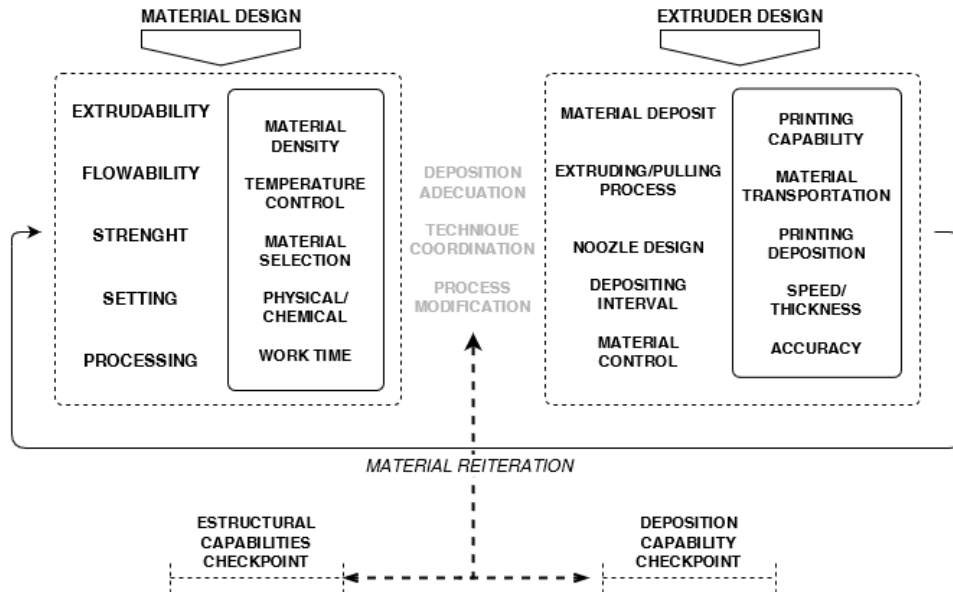 MATERIAL DESIGN
EXTRUDER DESIGN
EXTRUDABILITY
FLOWABILITY
STRENGHT
SETTING
PROCESSING
MATERIAL
DENSITY
TEMPERATURE
CONTROL
MATERIAL
SELECTION
PHYSICAL/
CHEMICAL
WORK TIME
DEPOSITION
ADECUATION
TECHNIQUE
COORDINATION
PROCESS
MODIFICATION
MATERIAL DEPOSIT
EXTRUDING/PULLING
PROCESS
NOOZLE DESIGN
DEPOSITING
INTERVAL
MATERIAL
CONTROL
PRINTING
CAPABILITY
MATERIAL
TRANSPORTATION
PRINTING
DEPOSITION
SPEED/
THICKNESS
ACCURACY
MATERIAL REITERATION
ESTRUCTURAL
CAPABILITIES
CHECKPOINT
DEPOSITION
CAPABILITY
CHECKPOINT